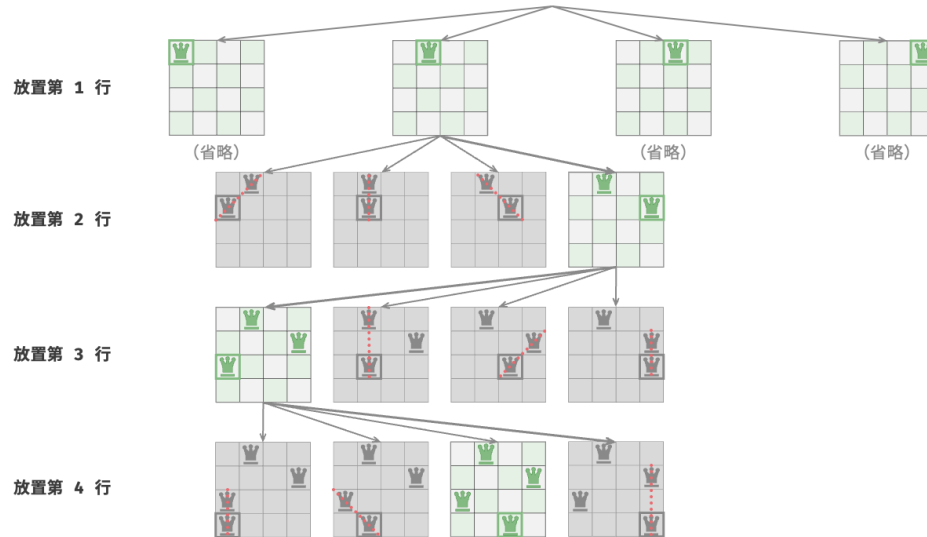 放置第 1 行
（省略）
（省略）
（省略）
放置第 2 行
放置第 3 行
放置第 4 行